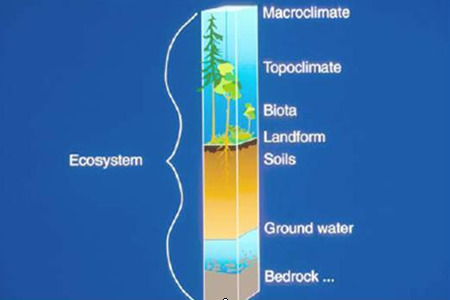 Macroclimate
Topoclimate
Biota
Landform
Ecosystem
Soils
Ground water
Bedrock ...